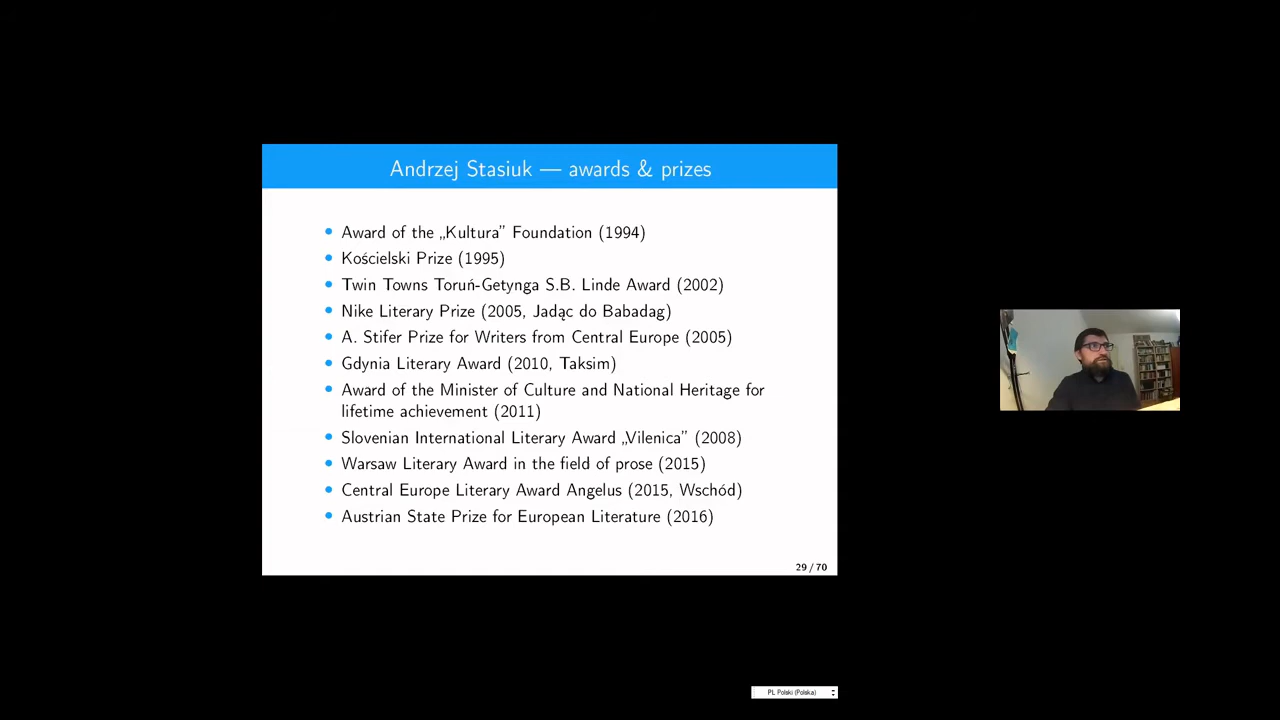 Andrzej Stasiuk — awards & prizes
Award of the „Kultura” Foundation (1994)
Kościelski Prize (1995)
Twin Towns Toruń-Getynga S.B. Linde Award (2002)
Nike Literary Prize (2005, Jadąc do Babadag)
A. Stifer Prize for Writers from Central Europe (2005)
Gdynia Literary Award (2010, Taksim)
Award of the Minister of Culture and National Heritage for
lifetime achievement (2011)
Slovenian International Literary Award „Vilenica” (2008)
Warsaw Literary Award in the field of prose (2015)
Central Europe Literary Award Angelus (2015, Wschód)
Austrian State Prize for European Literature (2016)
29 / 70
PL Polski (Polska)